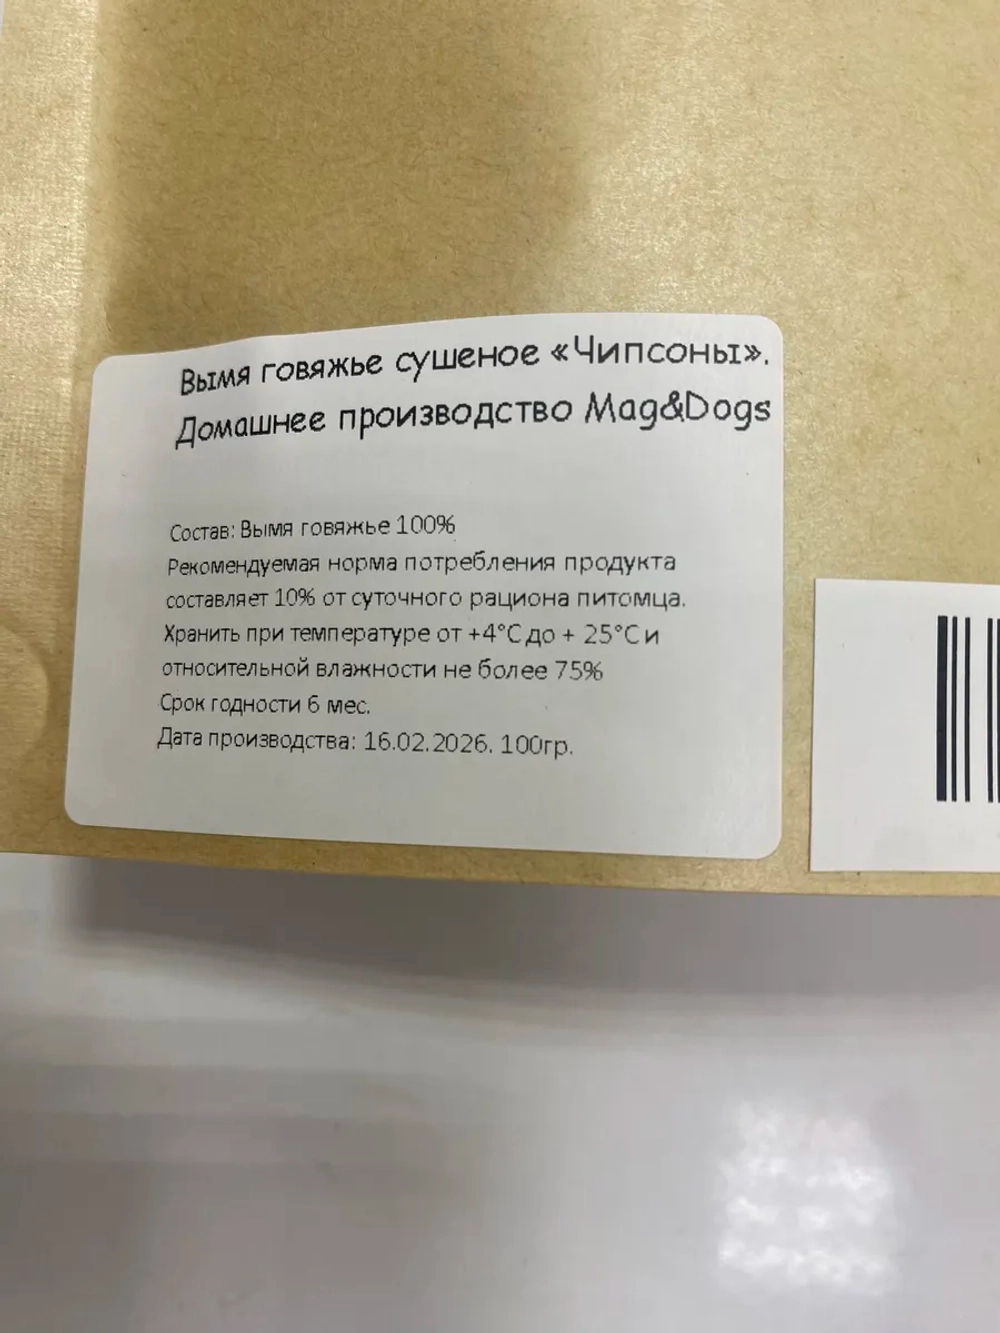 Вымя говяжье сушеное «Чипсоны».
Домашнее производство Mag&Dogs
Состав: Вымя говяжье 100%
Рекомендуемая норма потребления продукта
составляет 10% от суточного рациона питомца.
Хранить при температуре от +4°С до + 25°С и
относительной влажности не более 75%
Срок годности 6 мес.
Дата производства: 16.02.2026. 100гр.